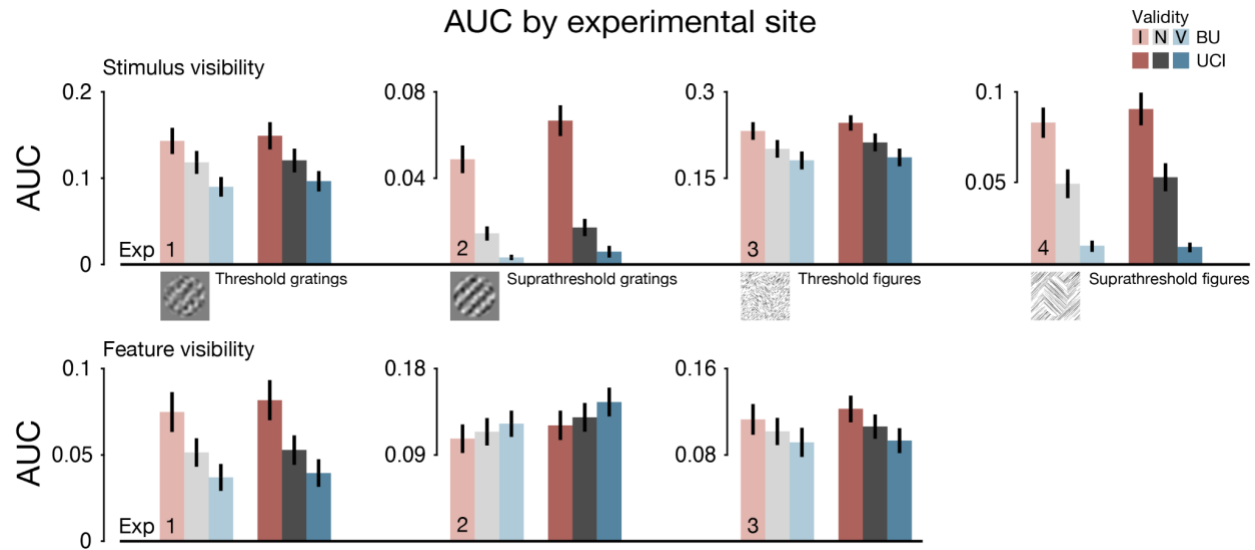 AUC by experimental site
Validity
I N V BU
UCI
Stimulus visibility
AUC
0.2
0.1
0
Exp 1
0.08
0.04
2
0.3
0.15
3
0.1
0.05
4
Threshold gratings
Suprathreshold gratings
Threshold figures
Suprathreshold figures
Feature visibility
AUC
0.1
0.05
0
Exp 1
0.18
0.09
2
0.16
0.08
3